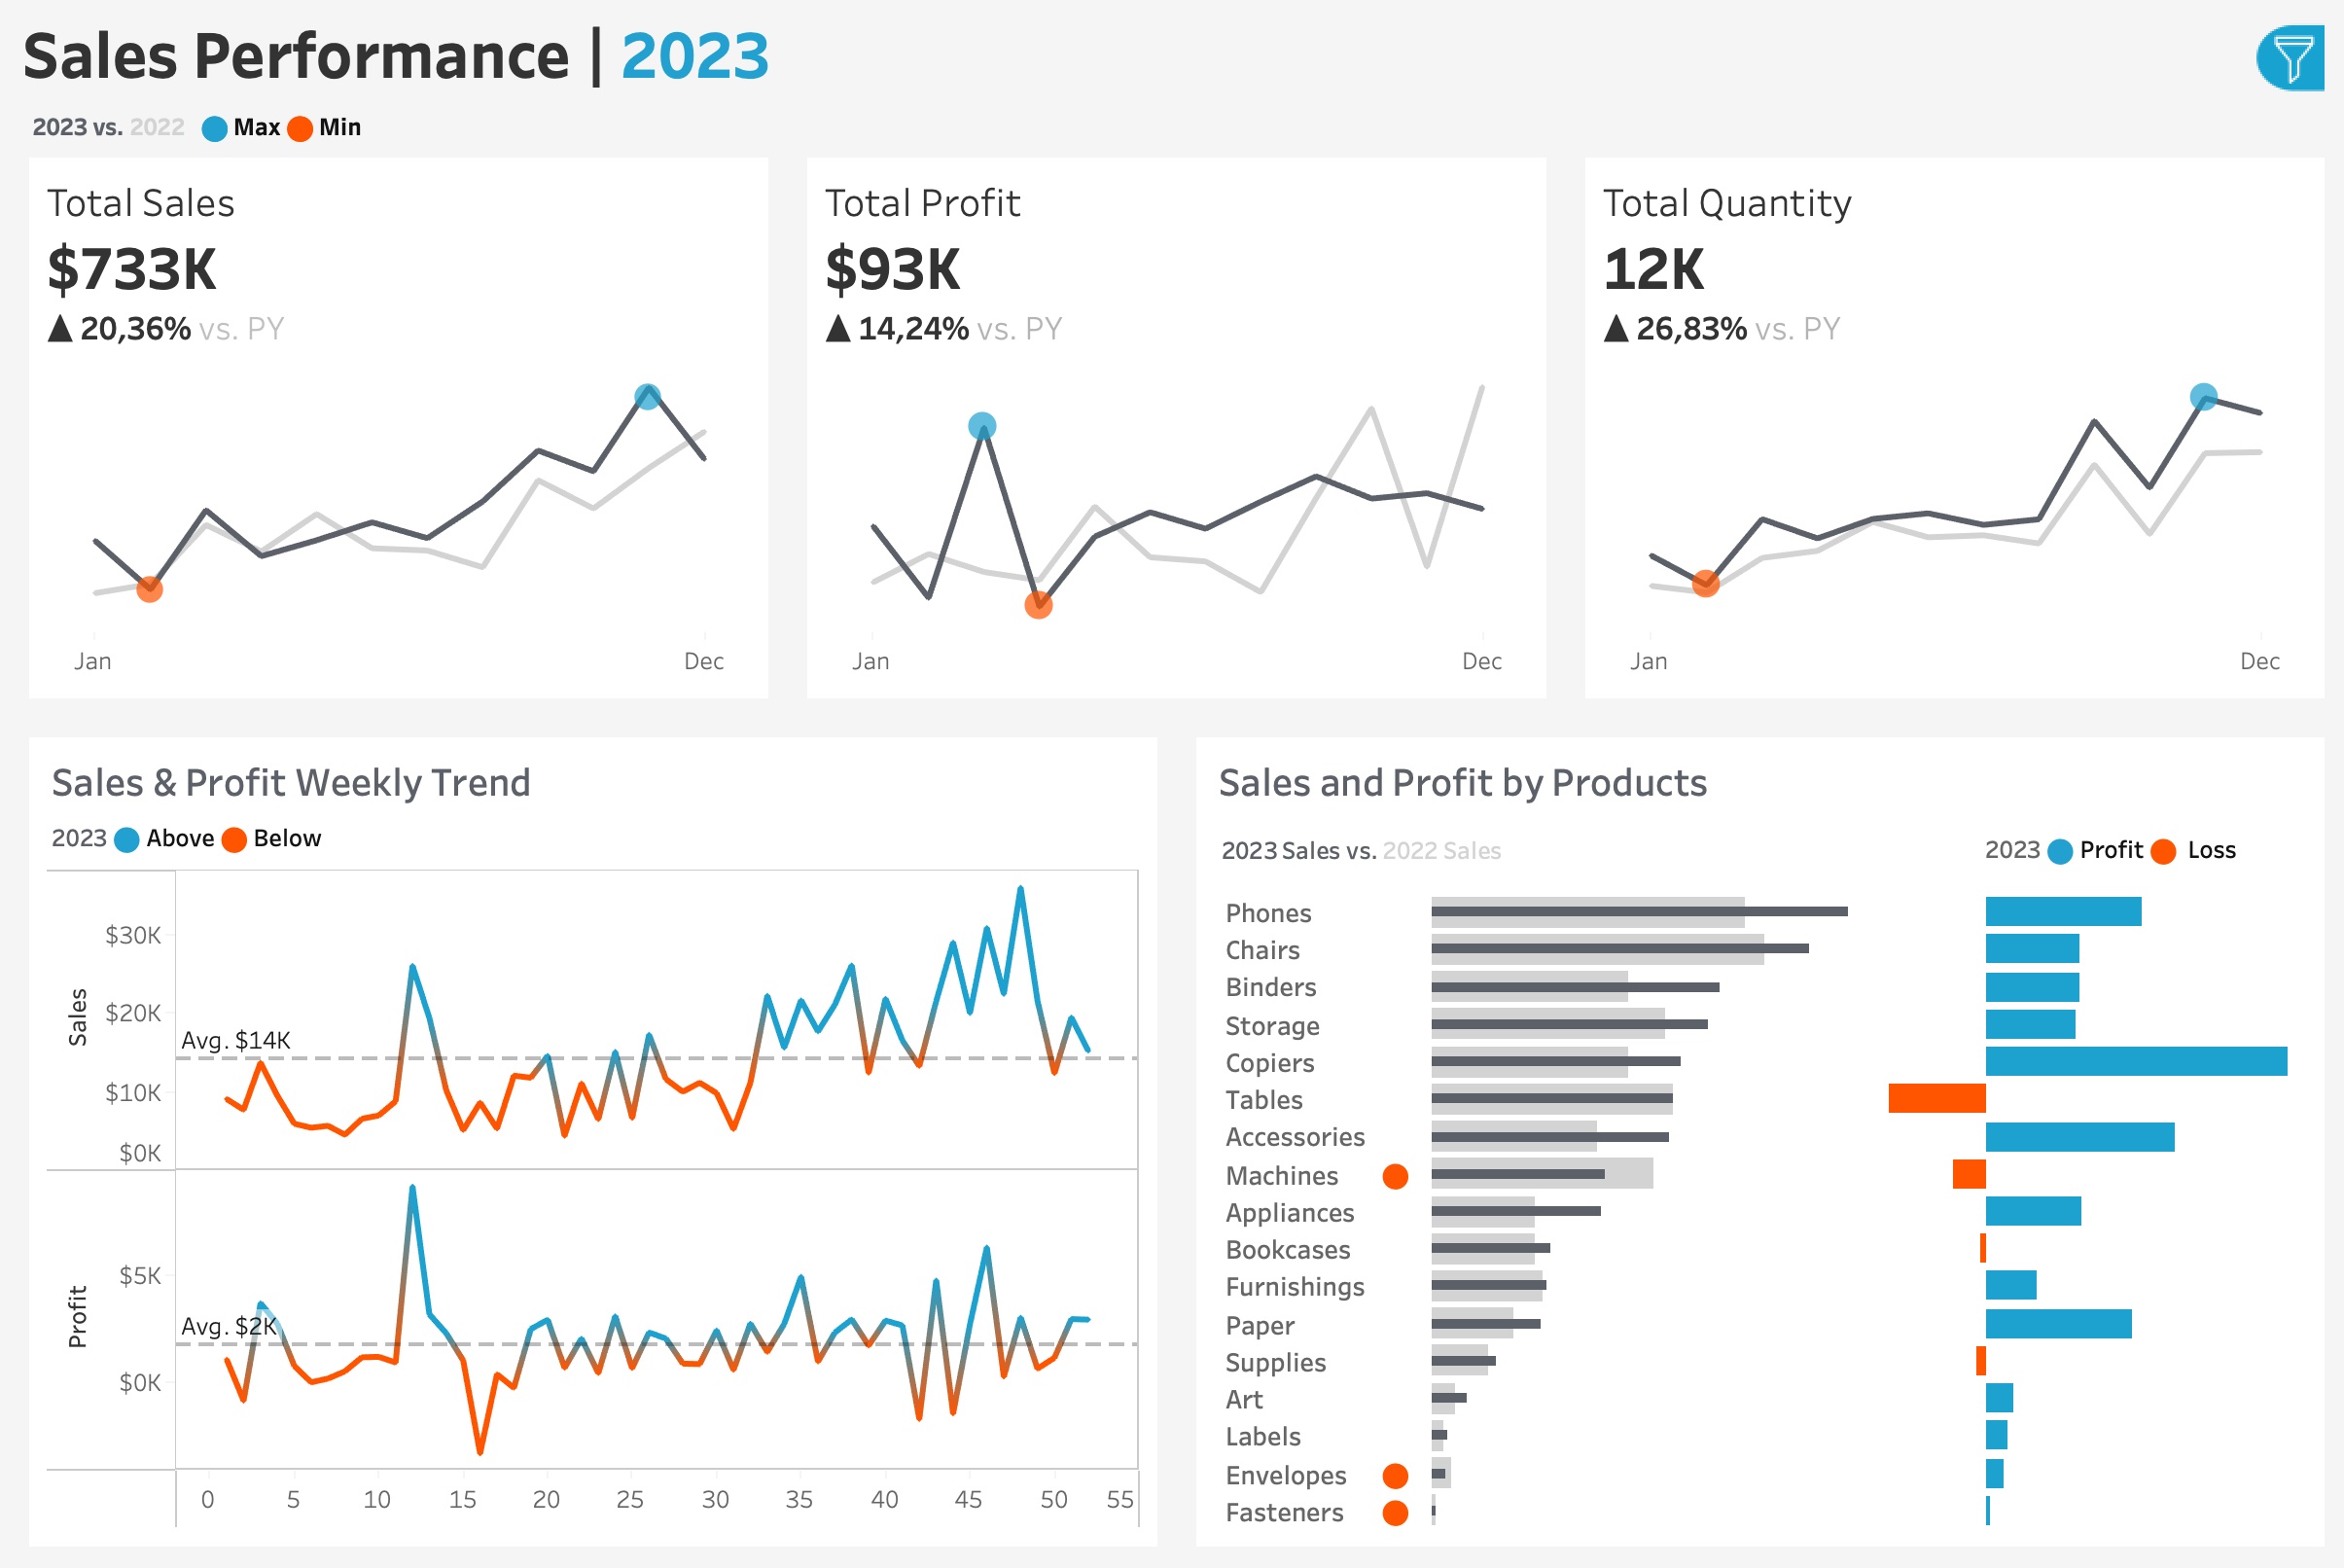 Sales Performance | 2023
2023 vs. 2022 Max Min
Total Sales
$733K
▲ 20,36% vs. PY
Jan Dec
Total Profit
$93K
▲ 14,24% vs. PY
Jan Dec
Total Quantity
12K
▲ 26,83% vs. PY
Jan Dec
Sales & Profit Weekly Trend
2023 Above Below
Sales
$30K
$20K
Avg. $14K
$10K
$0K
Profit
$5K
Avg. $2K
$0K
0 5 10 15 20 25 30 35 40 45 50 55
Sales and Profit by Products
2023 Sales vs. 2022 Sales
2023 Profit Loss
Phones
Chairs
Binders
Storage
Copiers
Tables
Accessories
Machines
Appliances
Bookcases
Furnishings
Paper
Supplies
Art
Labels
Envelopes
Fasteners